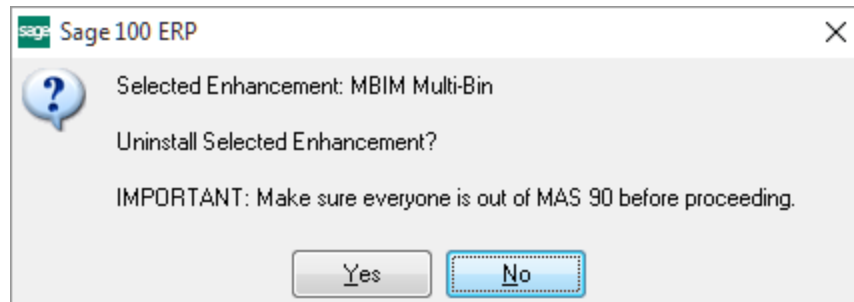 sage Sage 100 ERP
Selected Enhancement: MBIM Multi-Bin
Uninstall Selected Enhancement?
IMPORTANT: Make sure everyone is out of MAS 90 before proceeding.
Yes No